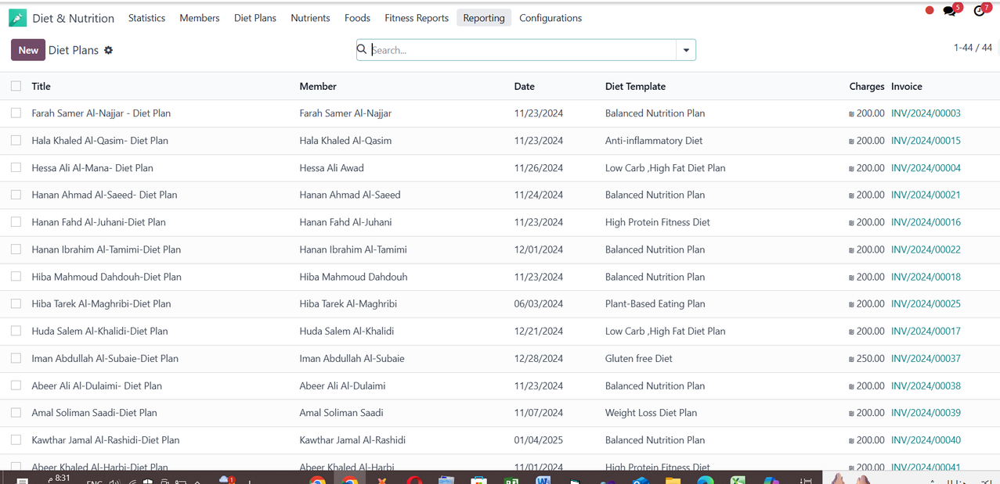 Diet & Nutrition Statistics Members Diet Plans Nutrients Foods Fitness Reports Reporting Configurations 5 7
New Diet Plans Search... 1-44 / 44
Title Member Date Diet Template Charges Invoice
Farah Samer Al-Najjar - Diet Plan Farah Samer Al-Najjar 11/23/2024 Balanced Nutrition Plan ₪ 200.00 INV/2024/00003
Hala Khaled Al-Qasim- Diet Plan Hala Khaled Al-Qasim 11/23/2024 Anti-inflammatory Diet ₪ 200.00 INV/2024/00015
Hessa Ali Al-Mana- Diet Plan Hessa Ali Awad 11/26/2024 Low Carb ,High Fat Diet Plan ₪ 200.00 INV/2024/00004
Hanan Ahmad Al-Saeed- Diet Plan Hanan Ahmad Al-Saeed 11/24/2024 Balanced Nutrition Plan ₪ 200.00 INV/2024/00021
Hanan Fahd Al-Juhani-Diet Plan Hanan Fahd Al-Juhani 11/23/2024 High Protein Fitness Diet ₪ 200.00 INV/2024/00016
Hanan Ibrahim Al-Tamimi-Diet Plan Hanan Ibrahim Al-Tamimi 12/01/2024 Balanced Nutrition Plan ₪ 200.00 INV/2024/00022
Hiba Mahmoud Dahdouh-Diet Plan Hiba Mahmoud Dahdouh 11/23/2024 Balanced Nutrition Plan ₪ 200.00 INV/2024/00018
Hiba Tarek Al-Maghribi-Diet Plan Hiba Tarek Al-Maghribi 06/03/2024 Plant-Based Eating Plan ₪ 200.00 INV/2024/00025
Huda Salem Al-Khalidi-Diet Plan Huda Salem Al-Khalidi 12/21/2024 Low Carb ,High Fat Diet Plan ₪ 200.00 INV/2024/00017
Iman Abdullah Al-Subaie-Diet Plan Iman Abdullah Al-Subaie 12/28/2024 Gluten free Diet ₪ 250.00 INV/2024/00037
Abeer Ali Al-Dulaimi- Diet Plan Abeer Ali Al-Dulaimi 11/23/2024 Balanced Nutrition Plan ₪ 200.00 INV/2024/00038
Amal Soliman Saadi-Diet Plan Amal Soliman Saadi 11/07/2024 Weight Loss Diet Plan ₪ 200.00 INV/2024/00039
Kawthar Jamal Al-Rashidi-Diet Plan Kawthar Jamal Al-Rashidi 01/04/2025 Balanced Nutrition Plan ₪ 200.00 INV/2024/00040
Abeer Khaled Al-Harbi-Diet Plan Abeer Khaled Al-Harbi 11/01/2024 High Protein Fitness Diet ₪ 200.00 INV/2024/00041
8:31 م ENG 1